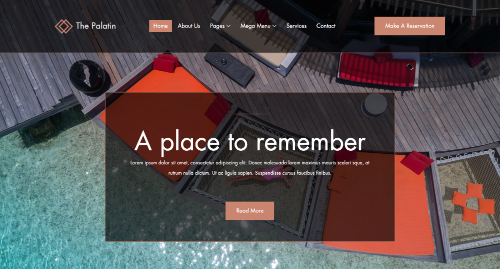 The Palatin
Home
About Us
Pages
Mega Menu
Services
Contact
Make A Reservation
A place to remember
Lorem ipsum dolor sit amet, consectetur adipiscing elit. Donec malesuada lorem maximus mauris sceleri sque, at
rutrum nulla dictum. Ut ac ligula sapien. Suspendisse cursus faucibus finibus.
Read More